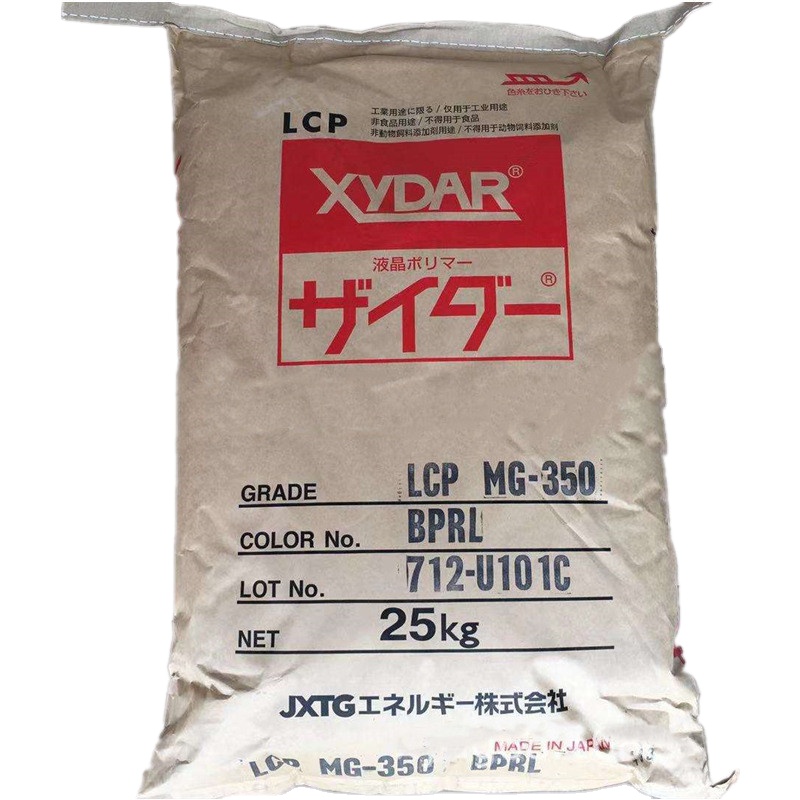 色糸をおひき下さい
LCP
工業用途に限る/仅用于工业用途
非食品用途/不得用于食品
非動物飼料添加剤用途/不得用于动物饲料添加剂
XYDAR®
液晶ポリマー
ザイダー®
GRADE LCP MG-350
COLOR No. BPRL
LOT No. 712-U101C
NET 25kg
JXTGエネルギー株式会社
MADE IN JAPAN
LCP MG-350 BPRL